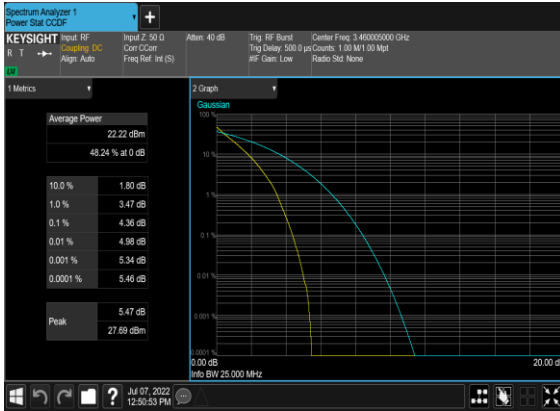 Spectrum Analyzer 1
Power Stat CCDF
+
KEYSIGHT Input: RF Input Z: 50 Ω Atten: 40 dB Trig: RF Burst Center Freq: 3.460005000 GHz
R T Coupling: DC Corr CCorr Trig Delay: 500.0 µs Counts: 1.00 M/1.00 Mpt
Align: Auto Freq Ref: Int (S) #IF Gain: Low Radio Std: None
LXI
1 Metrics
Average Power
22.22 dBm
48.24 % at 0 dB
10.0 % 1.80 dB
1.0 % 3.47 dB
0.1 % 4.36 dB
0.01 % 4.98 dB
0.001 % 5.34 dB
0.0001 % 5.46 dB
Peak
5.47 dB
27.69 dBm
2 Graph
Gaussian
100 %
10 %
1 %
0.1 %
0.01 %
0.001 %
0.0001 %
0.00 dB 20.00 d
Info BW 25.000 MHz
? Jul 07, 2022
12:50:53 PM